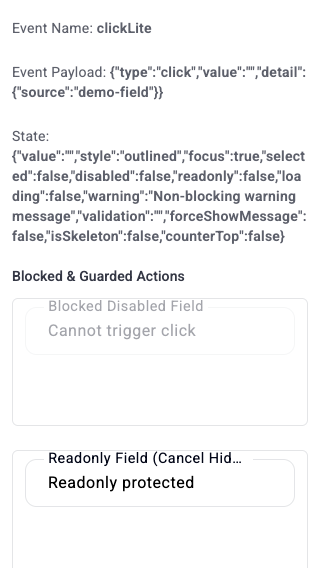 Event Name: clickLite
Event Payload: {"type":"click","value":"","detail":
{"source":"demo-field"}}
State:
{"value":"","style":"outlined","focus":true,"select
ed":false,"disabled":false,"readonly":false,"loa
ding":false,"warning":"Non-blocking warning
message","validation":"","forceShowMessage":
false,"isSkeleton":false,"counterTop":false}
Blocked & Guarded Actions
Blocked Disabled Field
Cannot trigger click
Readonly Field (Cancel Hid…
Readonly protected